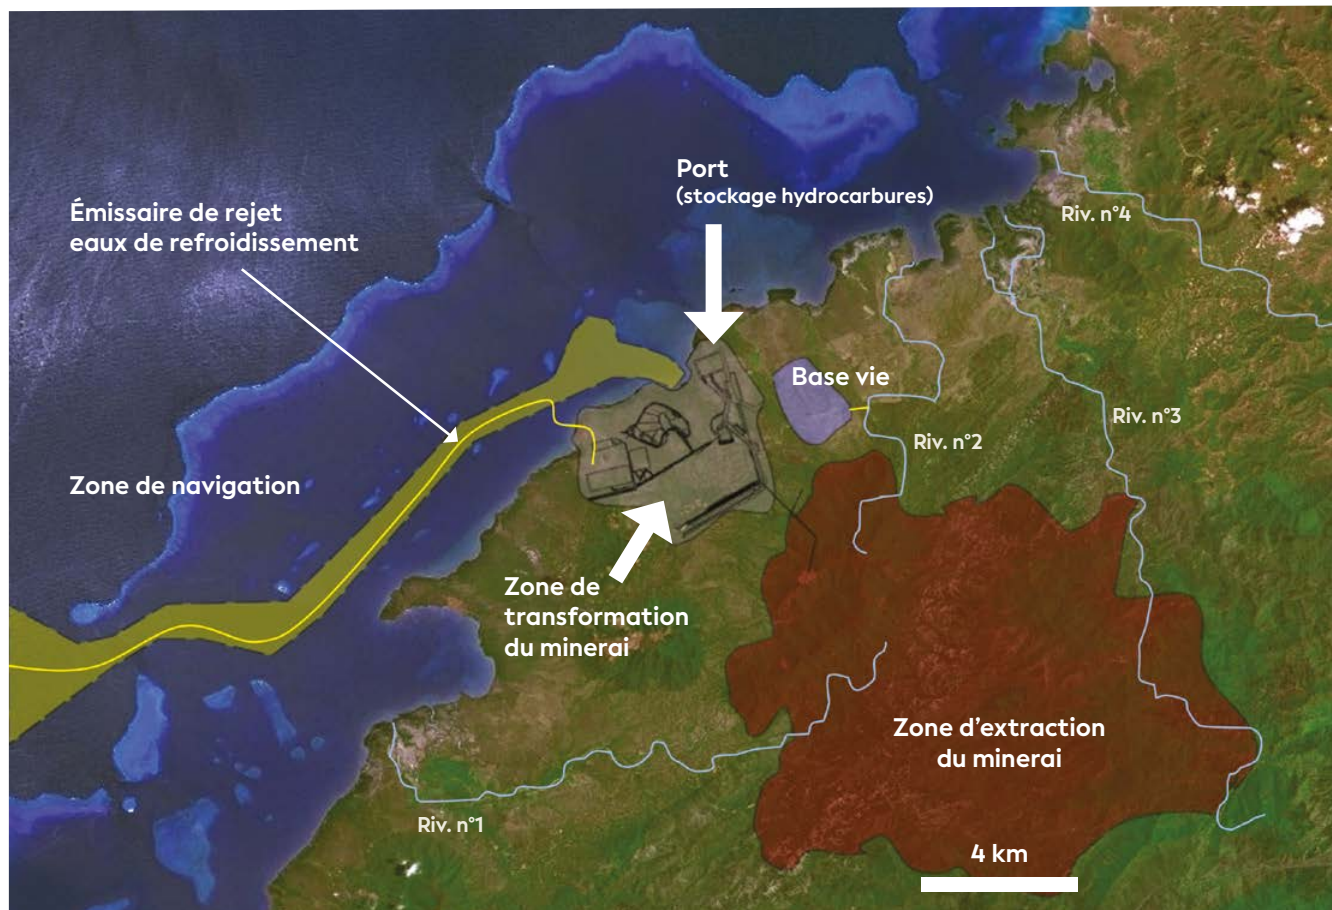 Port
(stockage hydrocarbures)
Émissaire de rejet
eaux de refroidissement
Riv. n°4
Base vie
Riv. n°3
Riv. n°2
Zone de navigation
Zone de
transformation
du minerai
Zone d’extraction
du minerai
Riv. n°1
4 km